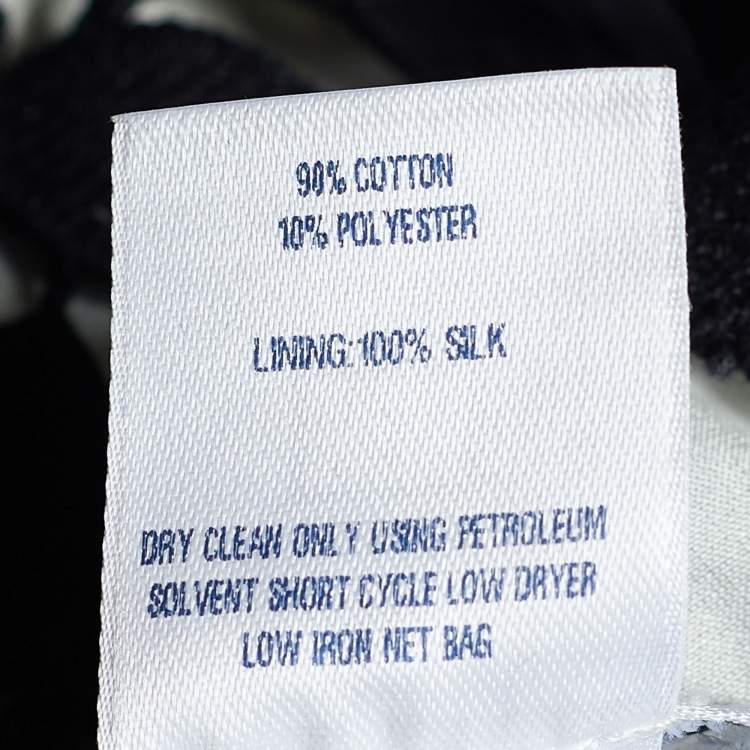 90% COTTON
10% POLYESTER
LINING:100% SILK
DRY CLEAN ONLY USING PETROLEUM
SOLVENT SHORT CYCLE LOW DRYER
LOW IRON NET BAG